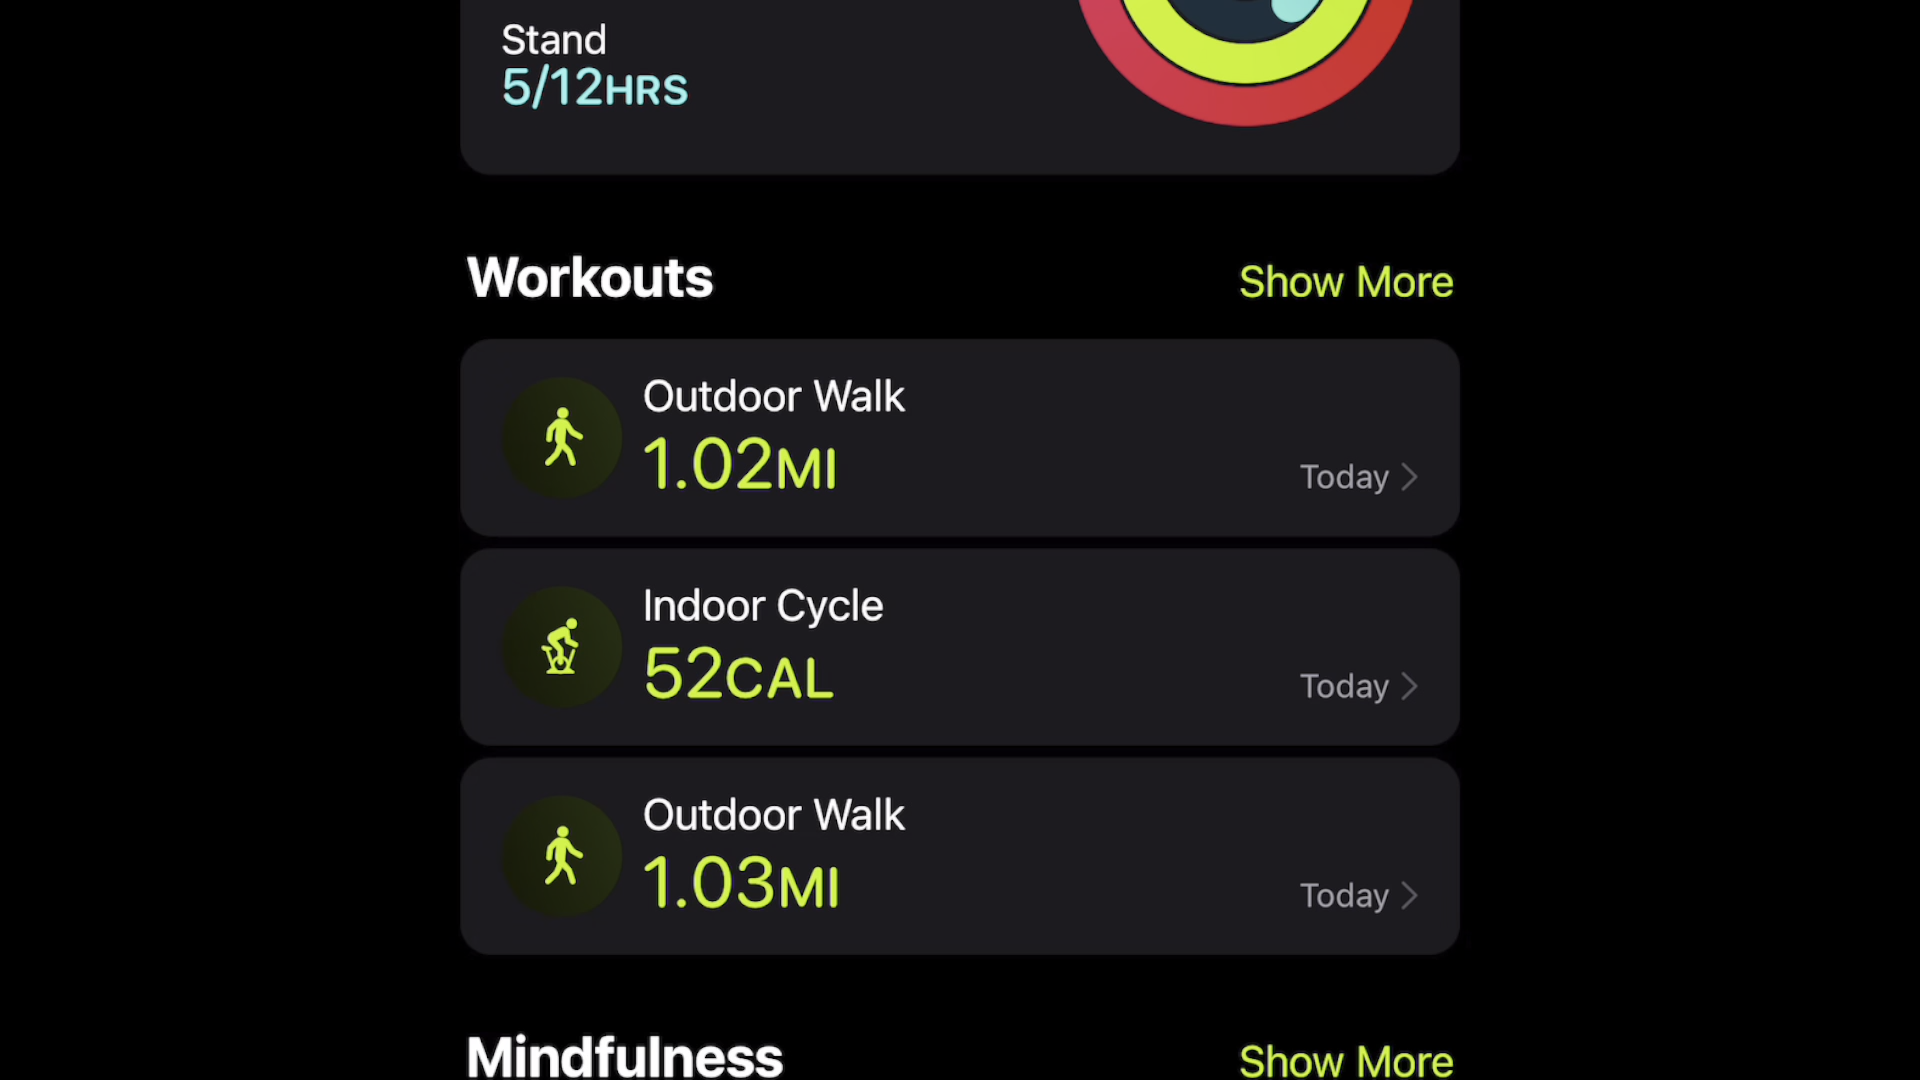 Stand
5/12HRS
Workouts
Show More
Outdoor Walk
1.02MI
Today
Indoor Cycle
52CAL
Today
Outdoor Walk
1.03MI
Today
Mindfulness
Show More